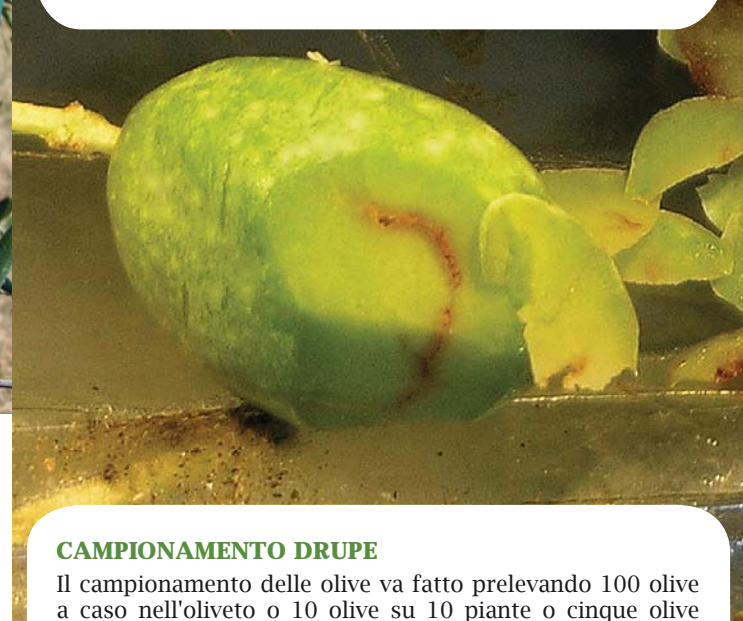 CAMPIONAMENTO DRUPE
Il campionamento delle olive va fatto prelevando 100 olive
a caso nell'oliveto o 10 olive su 10 piante o cinque olive